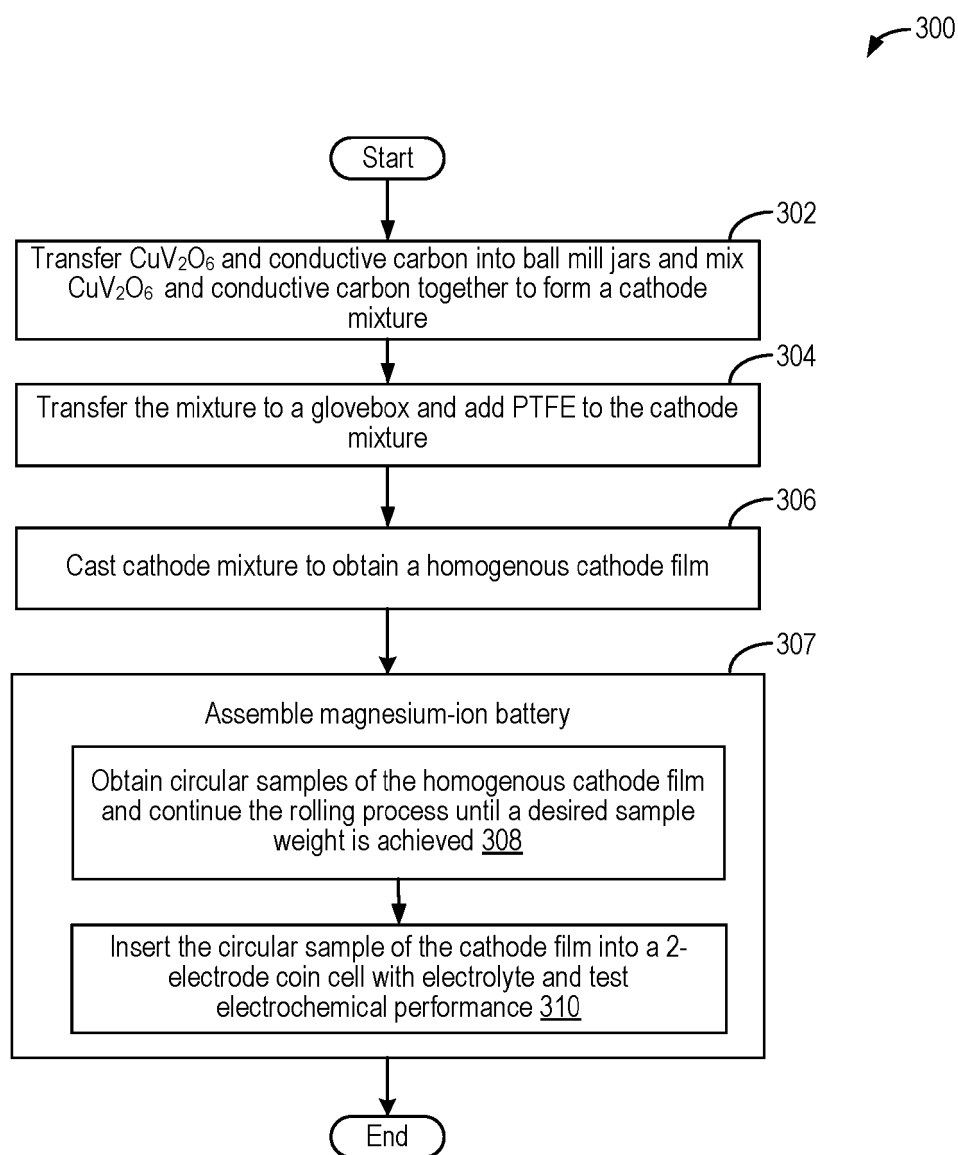 300
Start
302
Transfer CuV₂O₆ and conductive carbon into ball mill jars and mix
CuV₂O₆ and conductive carbon together to form a cathode
mixture
304
Transfer the mixture to a glovebox and add PTFE to the cathode
mixture
306
Cast cathode mixture to obtain a homogenous cathode film
307
Assemble magnesium-ion battery
Obtain circular samples of the homogenous cathode film
and continue the rolling process until a desired sample
weight is achieved 308
Insert the circular sample of the cathode film into a 2-
electrode coin cell with electrolyte and test
electrochemical performance 310
End